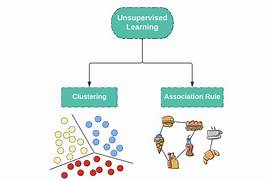 Unsupervised
Learning
Clustering
Association Rule